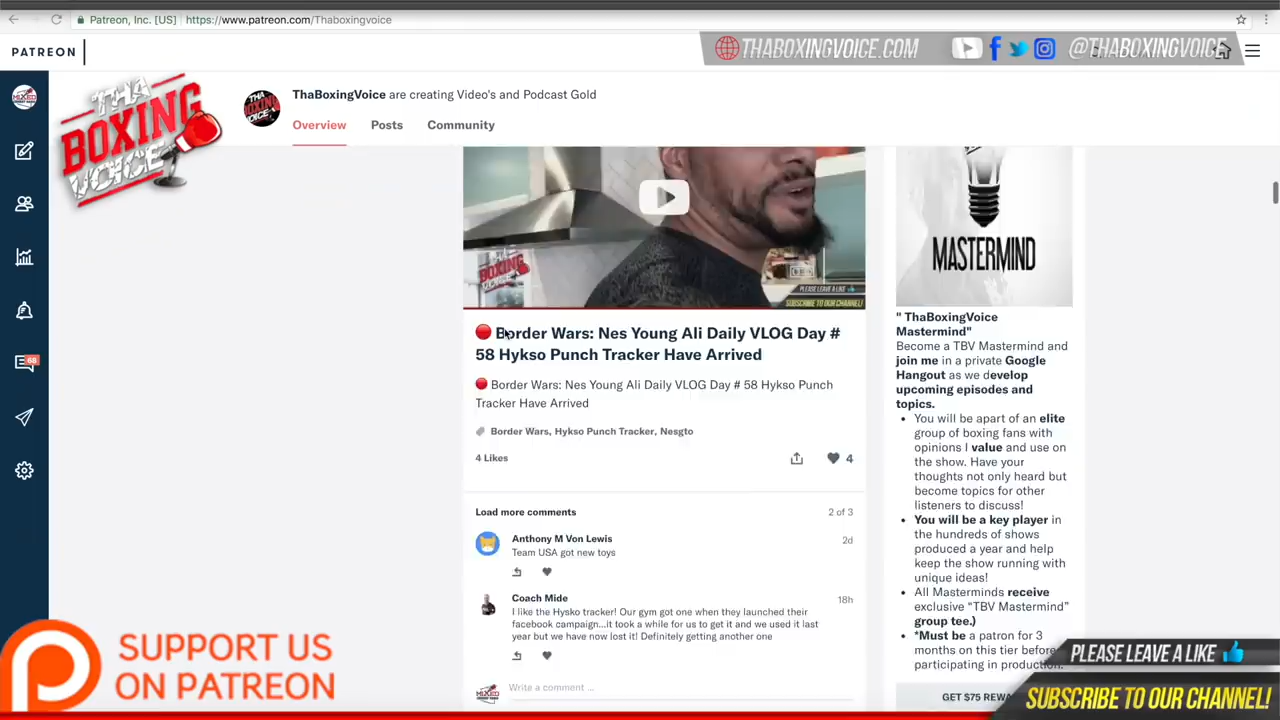 Patreon, Inc. [US]
https://www.patreon.com/Thaboxingvoice
PATREON
THABOXINGVOICE.COM
@THABOXINGVOICE
THA
BOXING
VOICE
ThaBoxingVoice are creating Video's and Podcast Gold
Overview
Posts
Community
PLEASE LEAVE A LIKE
SUBSCRIBE TO OUR CHANNEL!
Border Wars: Nes Young Ali Daily VLOG Day #
58 Hykso Punch Tracker Have Arrived
Border Wars: Nes Young Ali Daily VLOG Day # 58 Hykso Punch
Tracker Have Arrived
Border Wars, Hykso Punch Tracker, Nesgto
4 Likes
4
Load more comments
2 of 3
Anthony M Von Lewis
2d
Team USA got new toys
Coach Mide
18h
I like the Hysko tracker! Our gym got one when they launched their
facebook campaign...it took a while for us to get it and we used it last
year but we have now lost it! Definitely getting another one
Write a comment ...
MASTERMIND
" ThaBoxingVoice
Mastermind"
Become a TBV Mastermind and
join me in a private Google
Hangout as we develop
upcoming episodes and
topics.
You will be apart of an elite
group of boxing fans with
opinions I value and use on
the show. Have your
thoughts not only heard but
become topics for other
listeners to discuss!
You will be a key player in
the hundreds of shows
produced a year and help
keep the show running with
unique ideas!
All Masterminds receive
exclusive “TBV Mastermind”
group tee.)
*Must be a patron for 3
months on this tier before
participating in production.
GET $75
68
SUPPORT US
ON PATREON
PLEASE LEAVE A LIKE
SUBSCRIBE TO OUR CHANNEL!